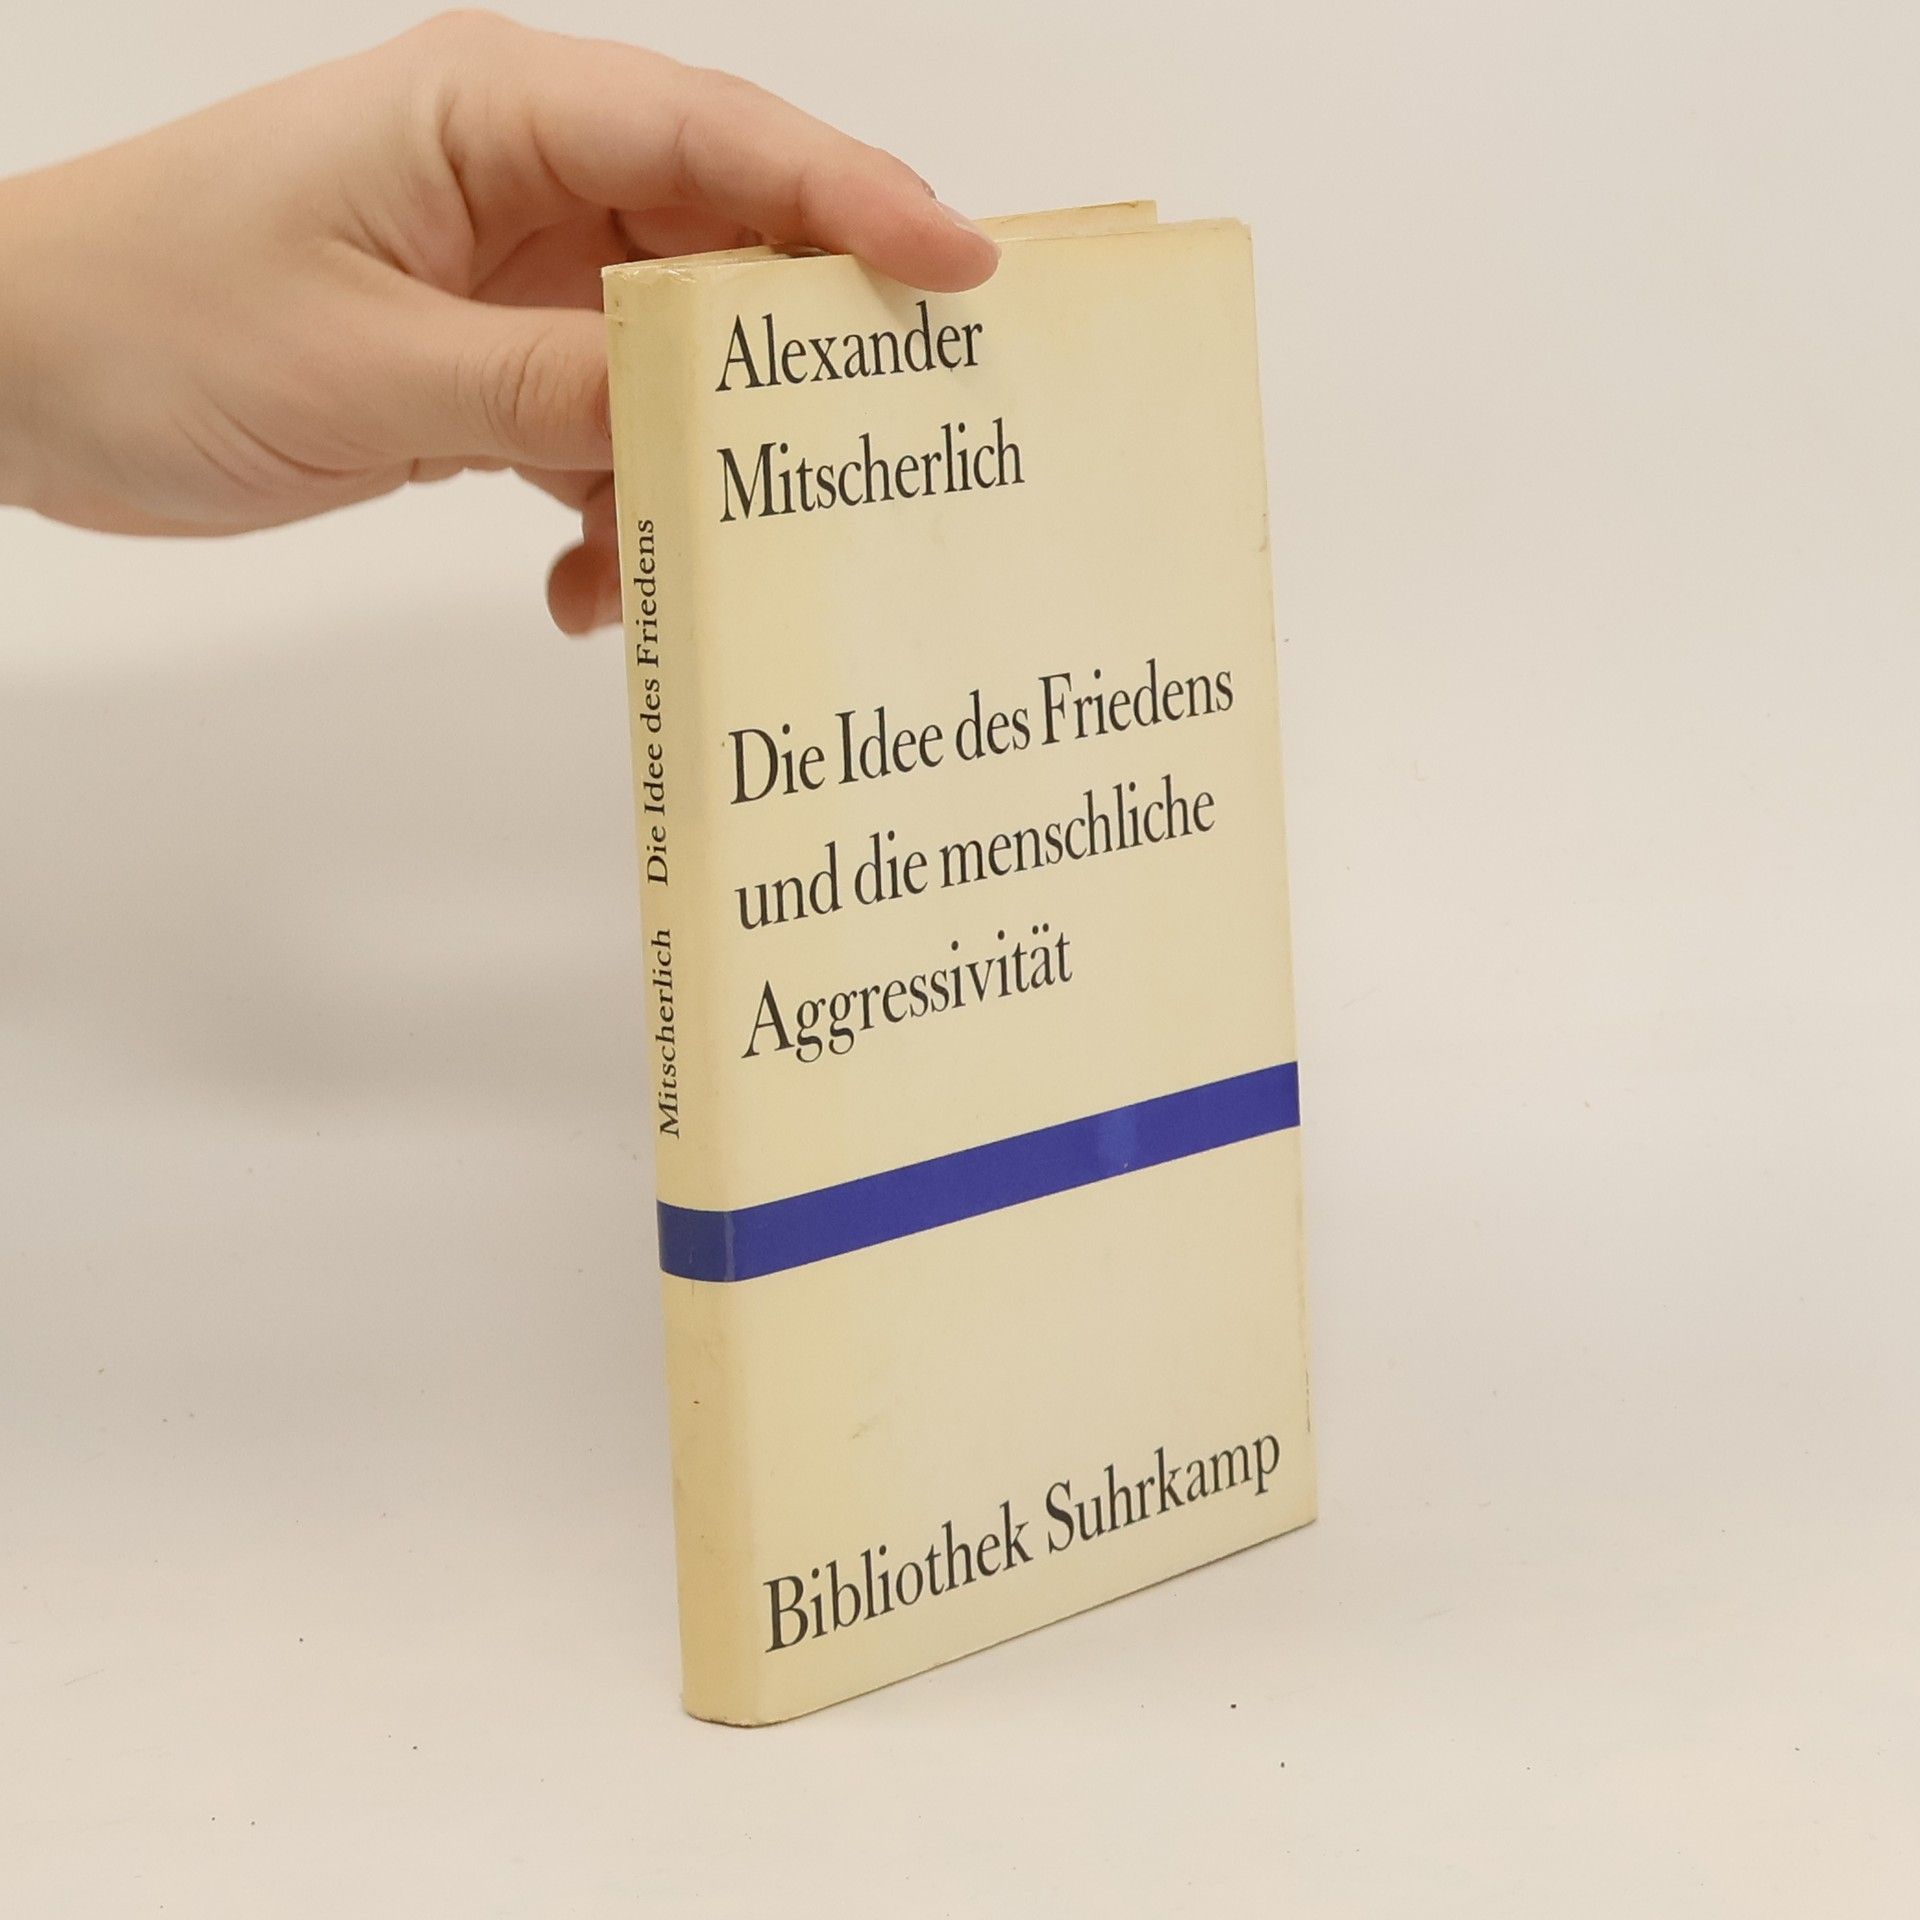 Alexander
Mitscherlich
Die Idee des Friedens
und die menschliche
Aggressivität
Bibliothek Suhrkamp
Mitscherlich Die Idee des Friedens